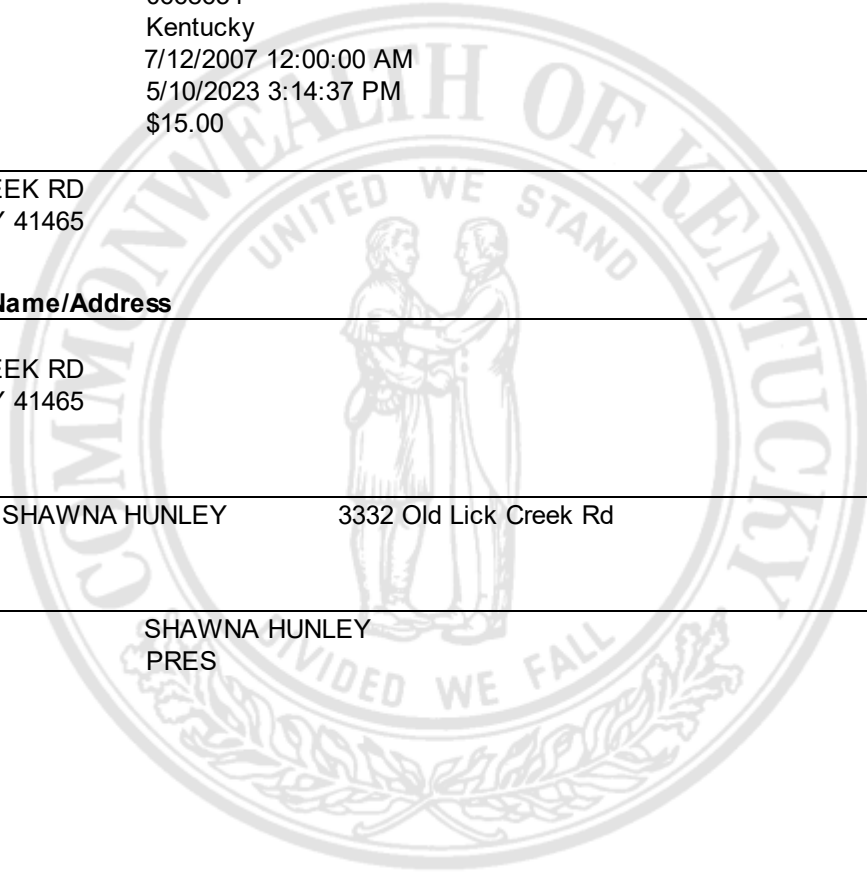 Kentucky
7/12/2007 12:00:00 AM
5/10/2023 3:14:37 PM
$15.00
EEK RD
41465
Name/Address
EEK RD
41465
SHAWNA HUNLEY 3332 Old Lick Creek Rd
SHAWNA HUNLEY
PRES
COMMONWEALTH OF KENTUCKY
UNITED WE STAND
DIVIDED WE FALL